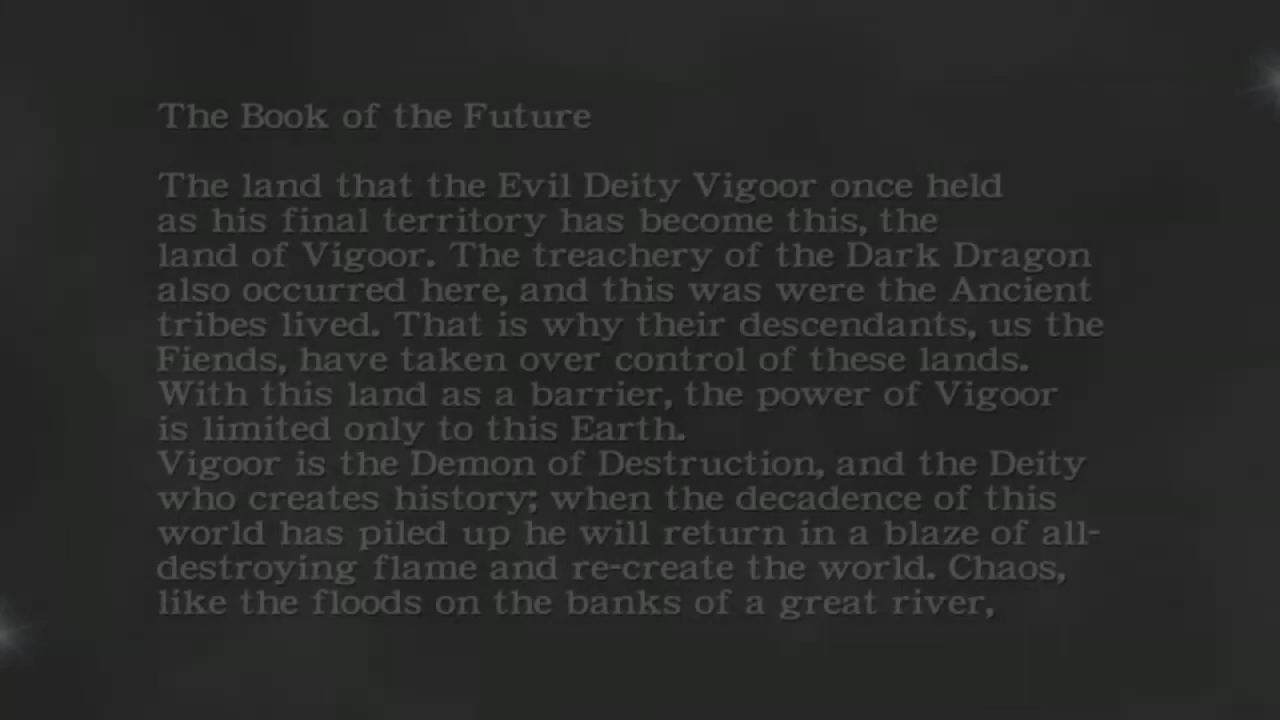 The Book of the Future
The land that the Evil Deity Vigoor once held
as his final territory has become this, the
land of Vigoor. The treachery of the Dark Dragon
also occurred here, and this was were the Ancient
tribes lived. That is why their descendants, us the
Fiends, have taken over control of these lands.
With this land as a barrier, the power of Vigoor
is limited only to this Earth.
Vigoor is the Demon of Destruction, and the Deity
who creates history; when the decadence of this
world has piled up he will return in a blaze of all-
destroying flame and re-create the world. Chaos,
like the floods on the banks of a great river,